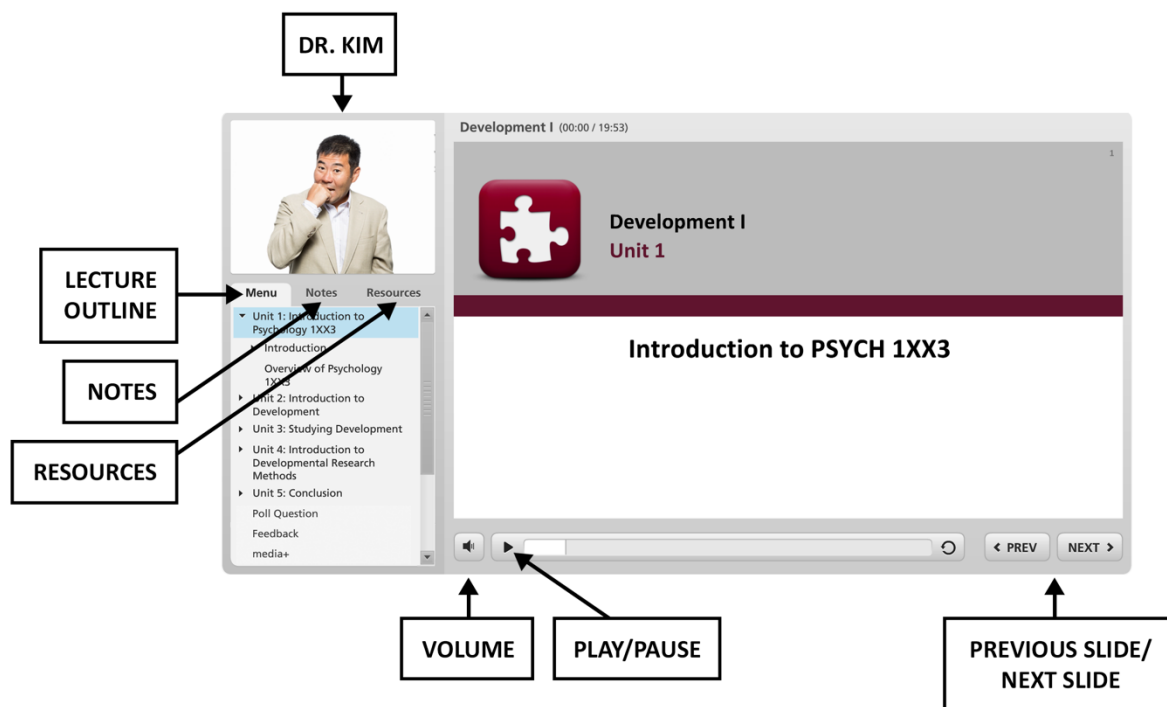 DR. KIM
Development I (00:00 / 19:53)
1
Development I
Unit 1
LECTURE
OUTLINE
Menu Notes Resources
Unit 1: Introduction to
Psychology 1XX3
Introduction
Overview of Psychology
1XX3
Unit 2: Introduction to
Development
Unit 3: Studying Development
Unit 4: Introduction to
Developmental Research
Methods
Unit 5: Conclusion
Poll Question
Feedback
media+
Introduction to PSYCH 1XX3
NOTES
RESOURCES
PREV
NEXT
VOLUME
PLAY/PAUSE
PREVIOUS SLIDE/
NEXT SLIDE